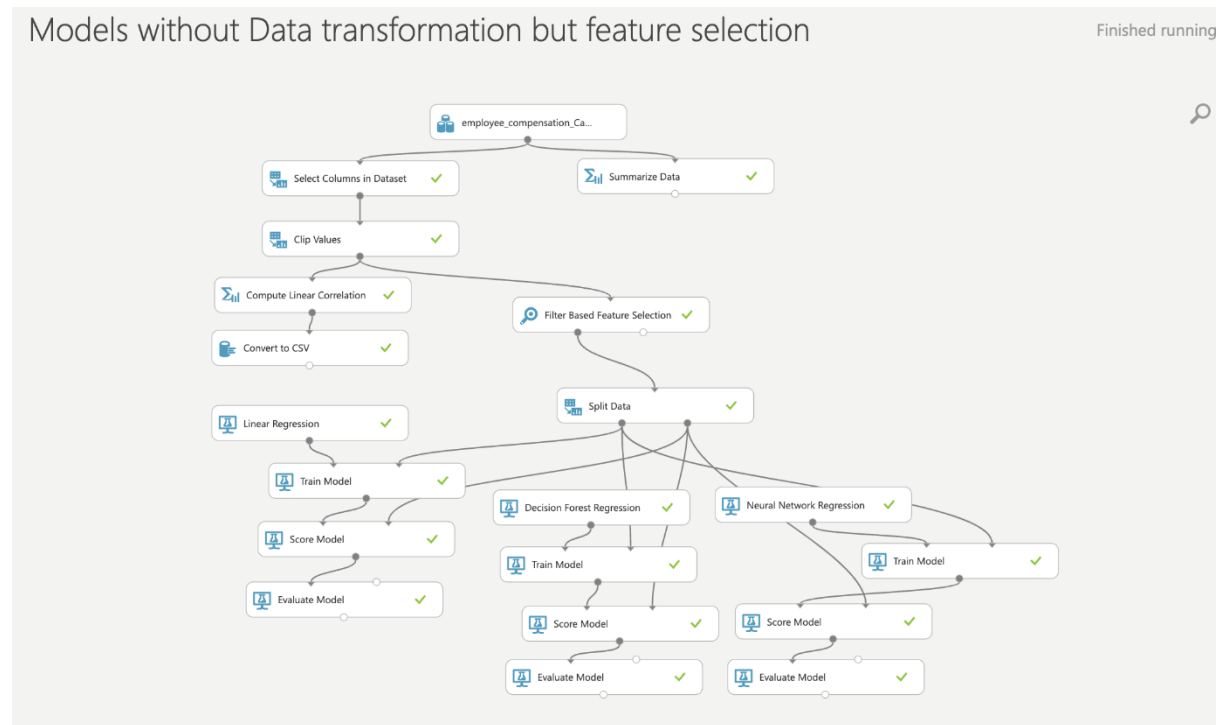 Models without Data transformation but feature selection
Finished running
employee_compensation_Ca...
Select Columns in Dataset
Summarize Data
Clip Values
Compute Linear Correlation
Filter Based Feature Selection
Convert to CSV
Split Data
Linear Regression
Train Model
Decision Forest Regression
Neural Network Regression
Score Model
Train Model
Train Model
Evaluate Model
Score Model
Score Model
Evaluate Model
Evaluate Model